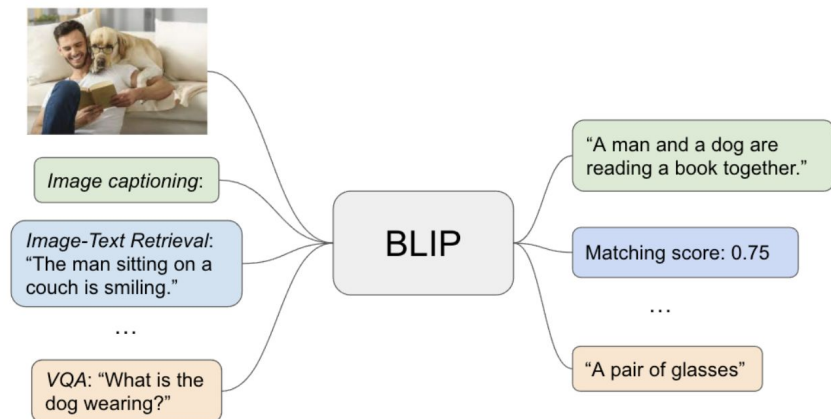 Image captioning:
Image-Text Retrieval:
“The man sitting on a
couch is smiling.”
...
VQA: “What is the
dog wearing?”
BLIP
“A man and a dog are
reading a book together.”
Matching score: 0.75
...
“A pair of glasses”